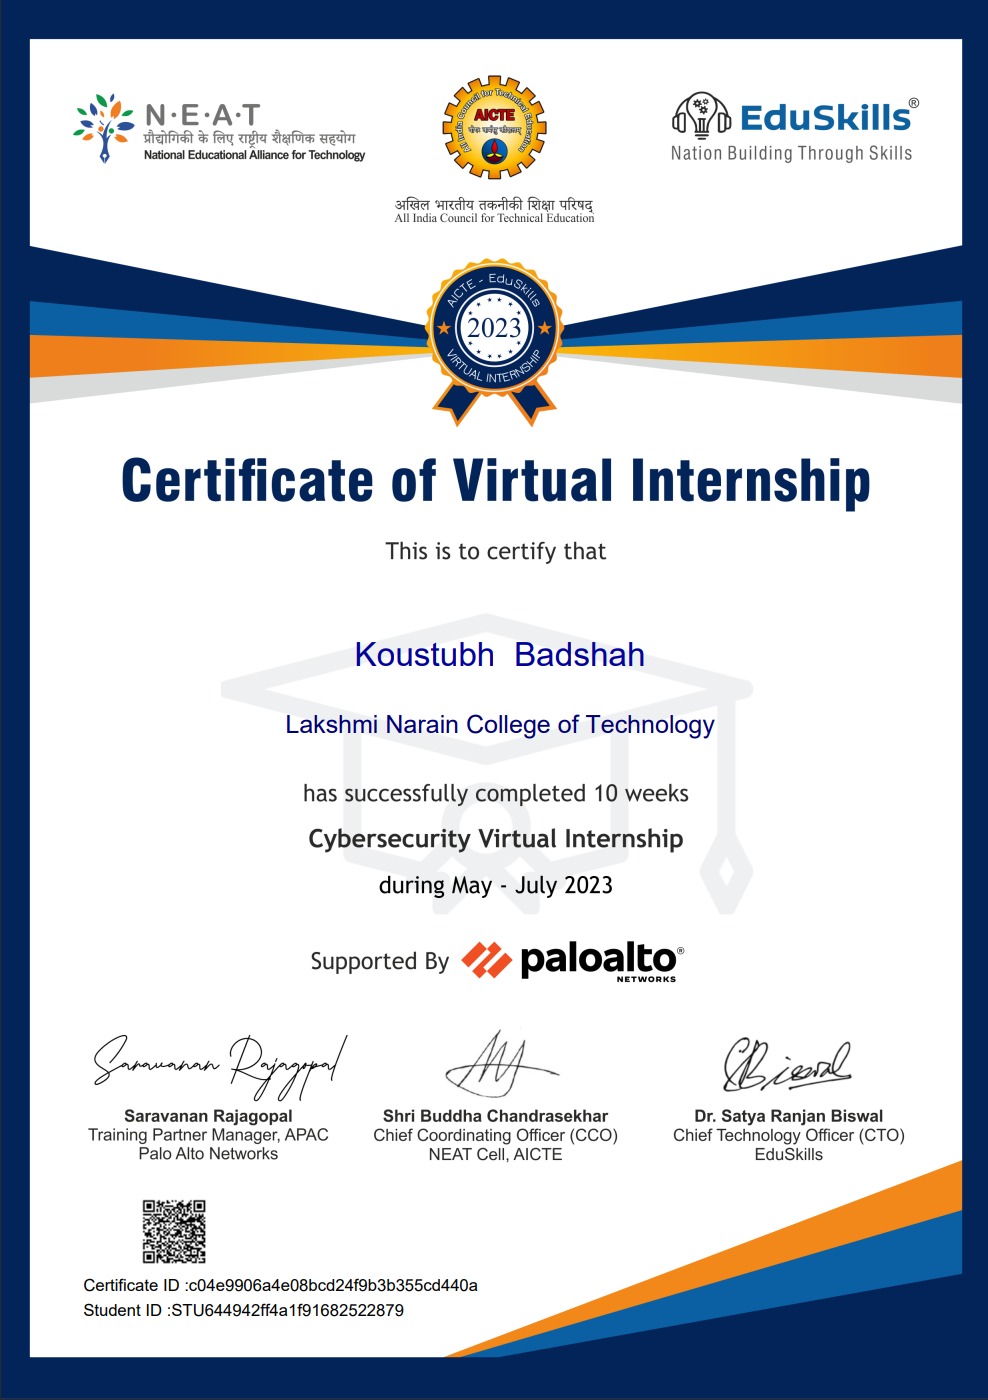 N·E·A·T
प्रौद्योगिकी के लिए राष्ट्रीय शैक्षणिक सहयोग
National Educational Alliance for Technology
All India Council for Technical Education
AICTE
अखिल भारतीय तकनीकी शिक्षा परिषद्
All India Council for Technical Education
EduSkills®
Nation Building Through Skills
AICTE - EduSkills
2023
VIRTUAL INTERNSHIP
Certificate of Virtual Internship
This is to certify that
Koustubh Badshah
Lakshmi Narain College of Technology
has successfully completed 10 weeks
Cybersecurity Virtual Internship
during May - July 2023
Supported By paloalto®
NETWORKS
Saravanan Rajagopal
Saravanan Rajagopal
Training Partner Manager, APAC
Palo Alto Networks
Shri Buddha Chandrasekhar
Chief Coordinating Officer (CCO)
NEAT Cell, AICTE
SRBiswal
Dr. Satya Ranjan Biswal
Chief Technology Officer (CTO)
EduSkills
Certificate ID :c04e9906a4e08bcd24f9b3b355cd440a
Student ID :STU644942ff4a1f91682522879